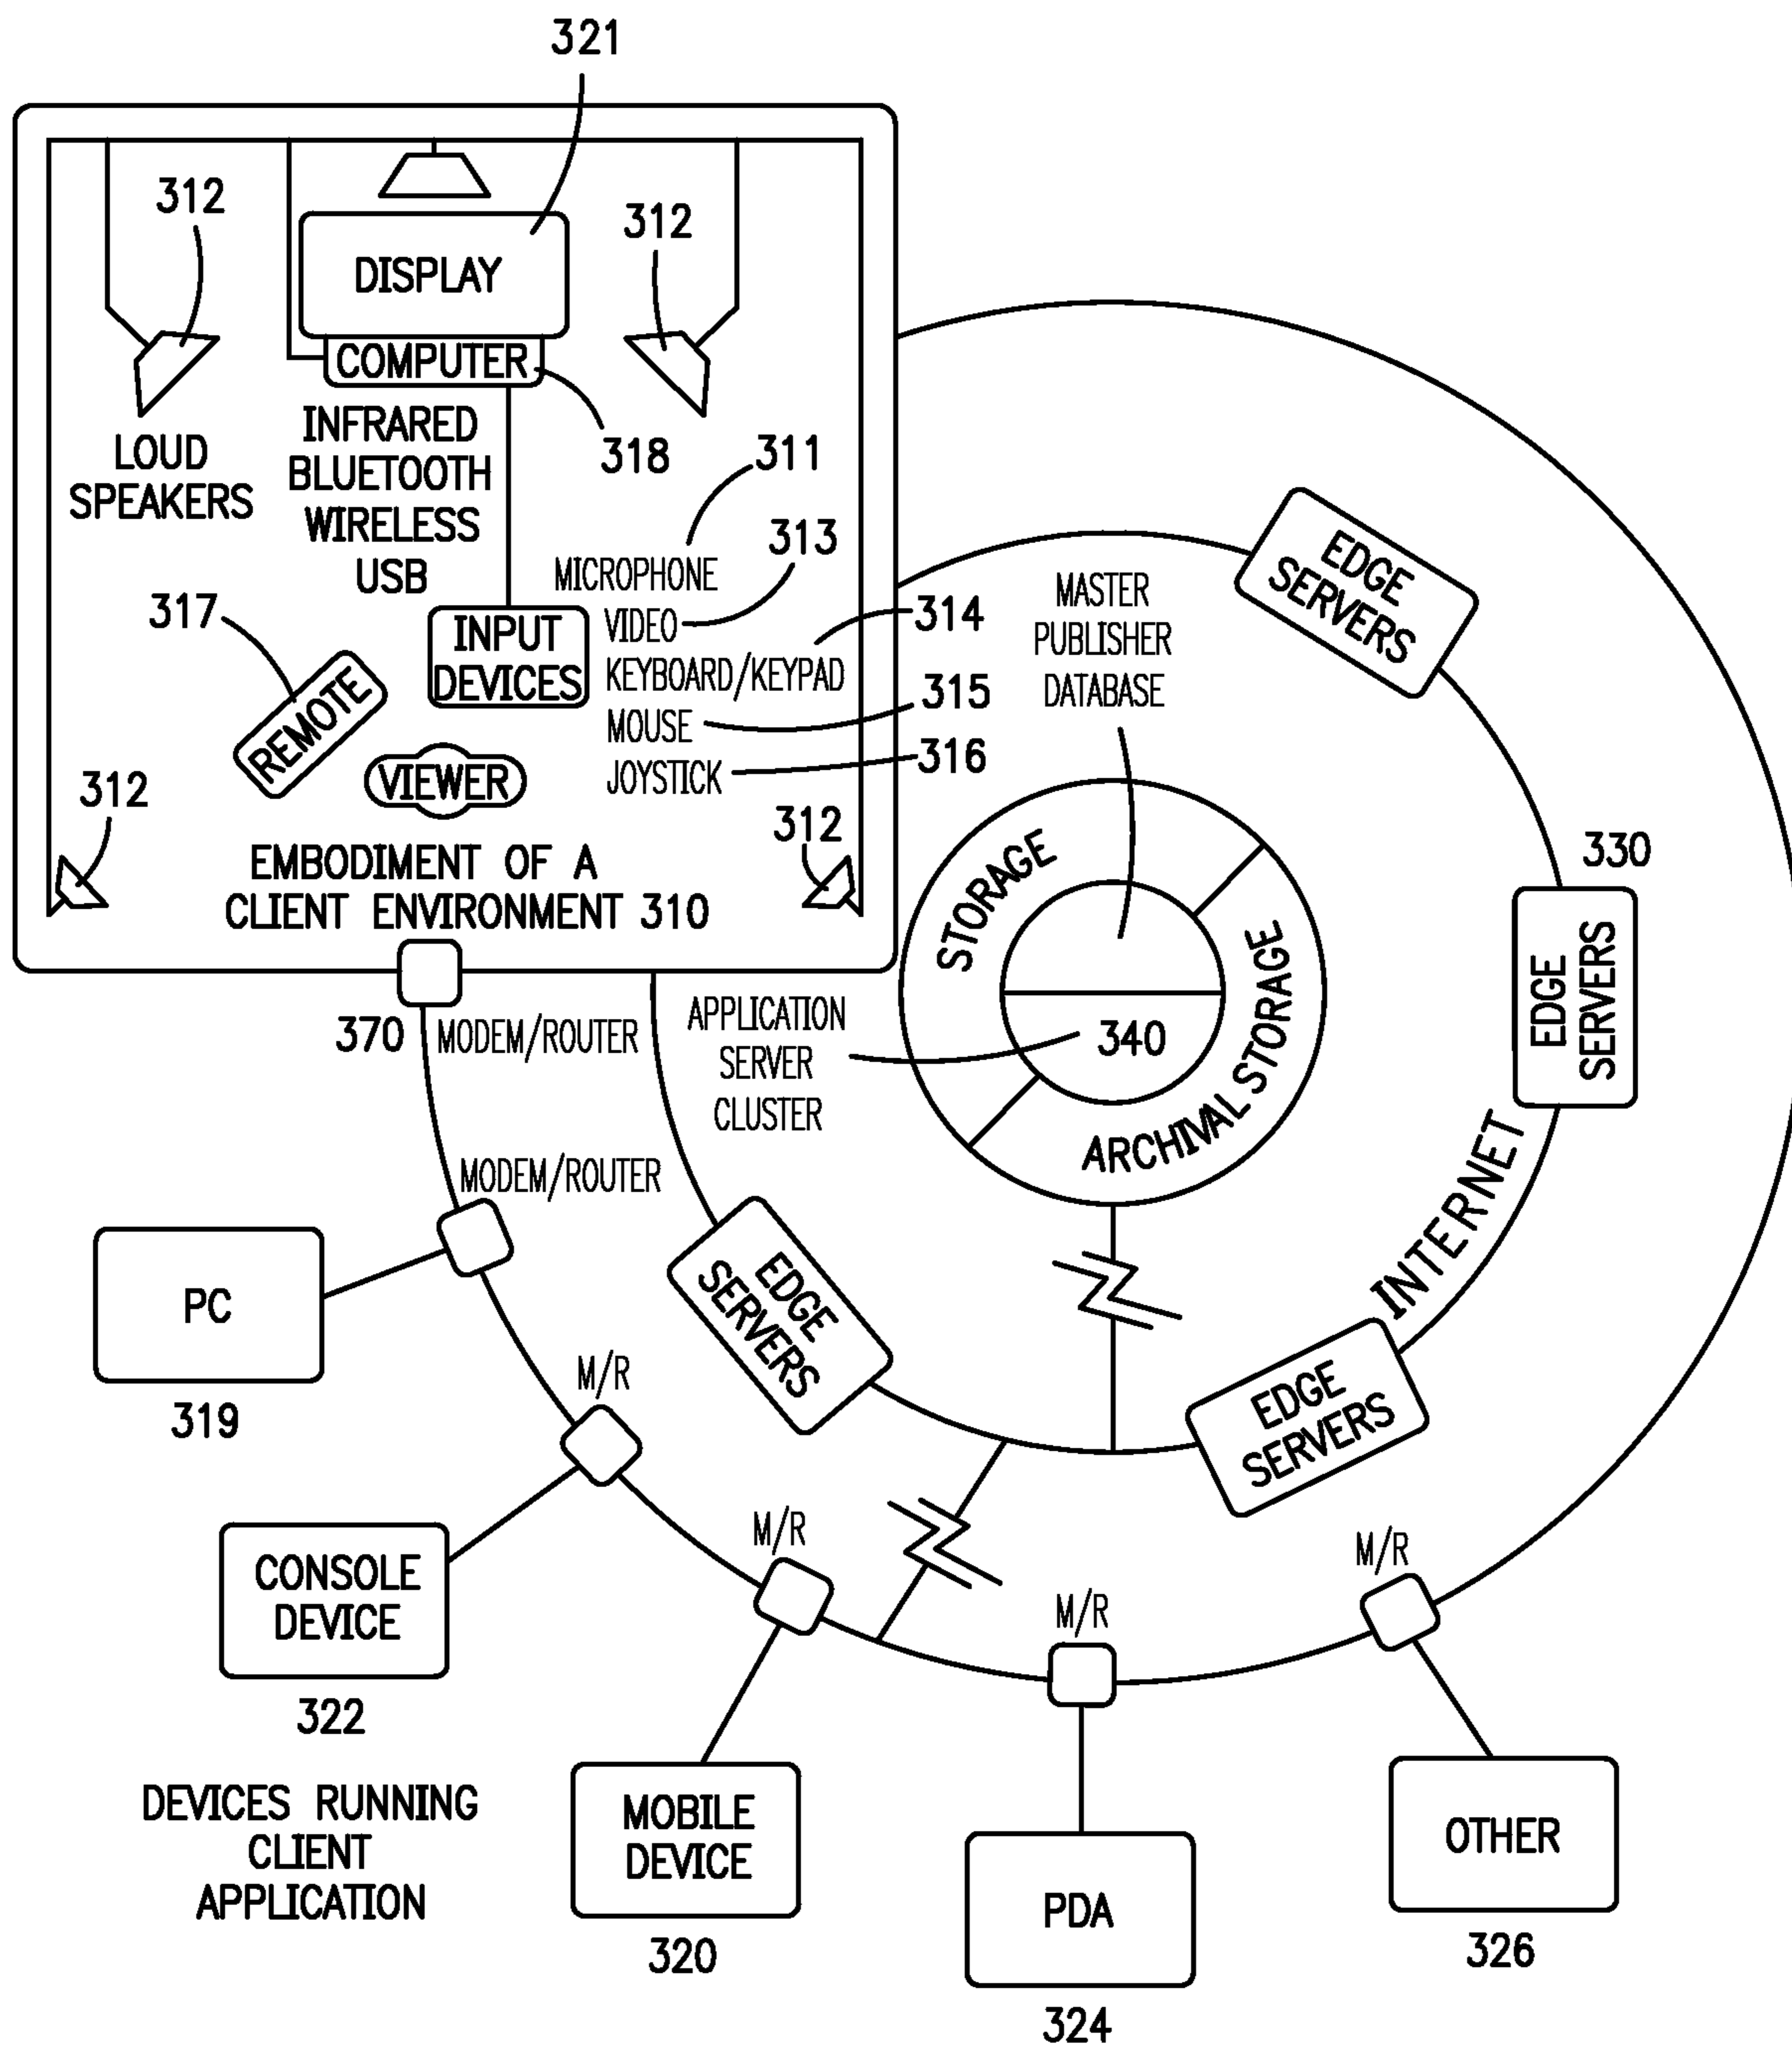 321
312
312
DISPLAY
COMPUTER
318
LOUD
SPEAKERS
INFRARED
BLUETOOTH
WIRELESS
USB
311
313
MICROPHONE
VIDEO
314
KEYBOARD/KEYPAD
315
MOUSE
316
JOYSTICK
INPUT
DEVICES
317
REMOTE
VIEWER
312
312
EMBODIMENT OF A
CLIENT ENVIRONMENT 310
MASTER
PUBLISHER
DATABASE
EDGE
SERVERS
330
EDGE
SERVERS
STORAGE
ARCHIVAL STORAGE
340
APPLICATION
SERVER
CLUSTER
370
MODEM/ROUTER
MODEM/ROUTER
INTERNET
EDGE
SERVERS
EDGE
SERVERS
PC
319
M/R
CONSOLE
DEVICE
322
M/R
MOBILE
DEVICE
320
M/R
PDA
324
M/R
OTHER
326
DEVICES RUNNING
CLIENT
APPLICATION